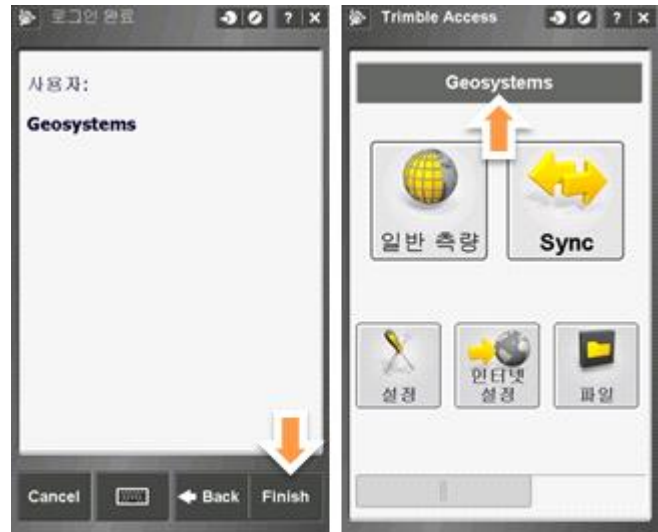 로그인 완료
? X
사용자:
Geosystems
Cancel
Back
Finish
Trimble Access
? X
Geosystems
일반 측량
Sync
설정
인터넷
설정
파일